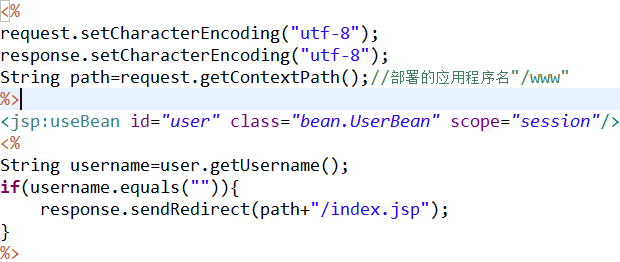 <%
request.setCharacterEncoding("utf-8");
response.setCharacterEncoding("utf-8");
String path=request.getContextPath();//部署的应用程序名"/www"
%>
<jsp:useBean id="user" class="bean.UserBean" scope="session"/>
<%
String username=user.getUsername();
if(username.equals("")){
    response.sendRedirect(path+"/index.jsp");
}
%>